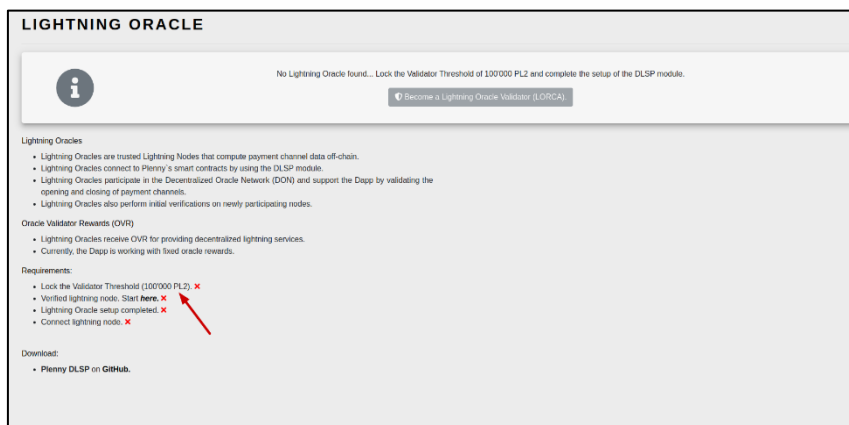 LIGHTNING ORACLE
No Lightning Oracle found... Lock the Validator Threshold of 100'000 PL2 and complete the setup of the DLSP module.
Become a Lightning Oracle Validator (LORCA).
Lightning Oracles
• Lightning Oracles are trusted Lightning Nodes that compute payment channel data off-chain.
• Lightning Oracles connect to Plenny´s smart contracts by using the DLSP module.
• Lightning Oracles participate in the Decentralized Oracle Network (DON) and support the Dapp by validating the
opening and closing of payment channels.
• Lightning Oracles also perform initial verifications on newly participating nodes.
Oracle Validator Rewards (OVR)
• Lightning Oracles receive OVR for providing decentralized lightning services.
• Currently, the Dapp is working with fixed oracle rewards.
Requirements:
• Lock the Validator Threshold (100'000 PL2). ×
• Verified lightning node. Start here. ×
• Lightning Oracle setup completed. ×
• Connect lightning node. ×
Download:
• Plenny DLSP on GitHub.